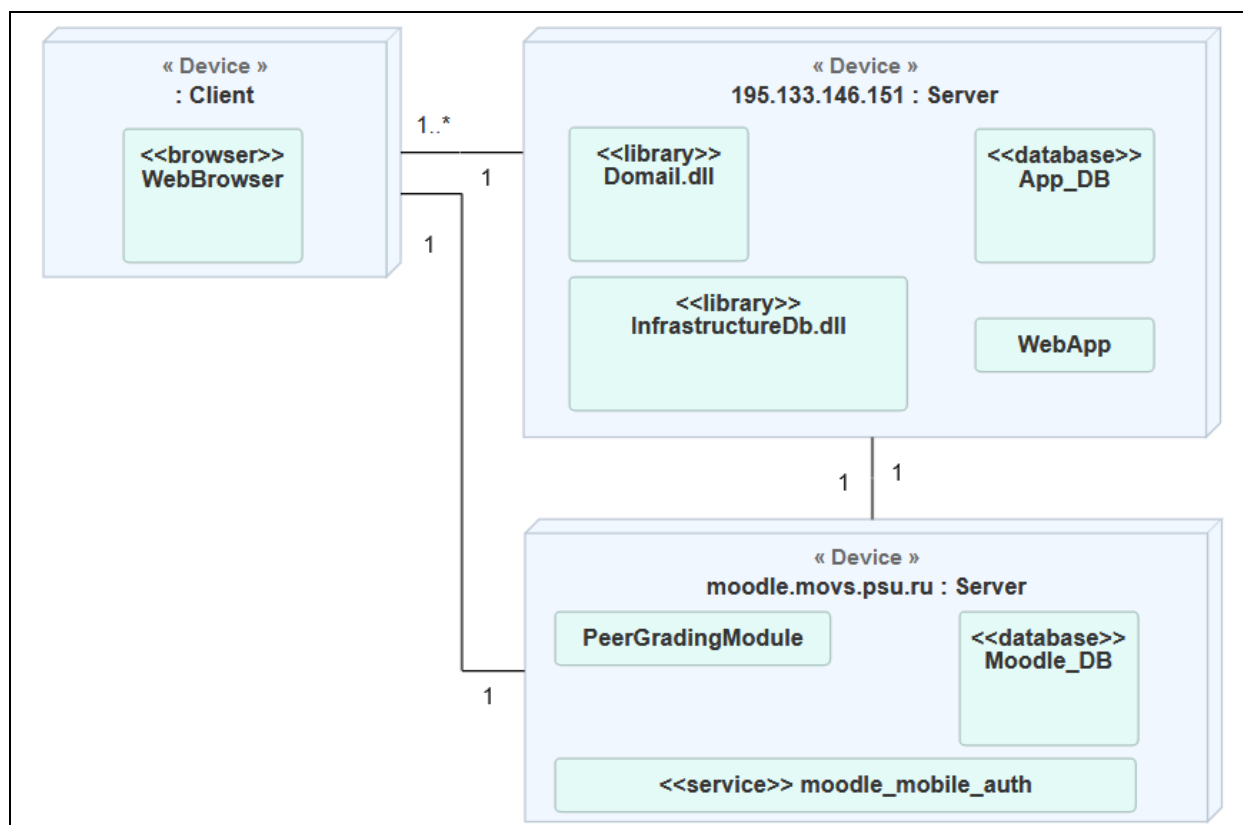 « Device »
: Client
<<browser>>
WebBrowser
1..*
1
1
« Device »
195.133.146.151 : Server
<<library>>
Domail.dll
<<database>>
App_DB
<<library>>
InfrastructureDb.dll
WebApp
1
1
« Device »
moodle.movs.psu.ru : Server
PeerGradingModule
<<database>>
Moodle_DB
1
<<service>> moodle_mobile_auth